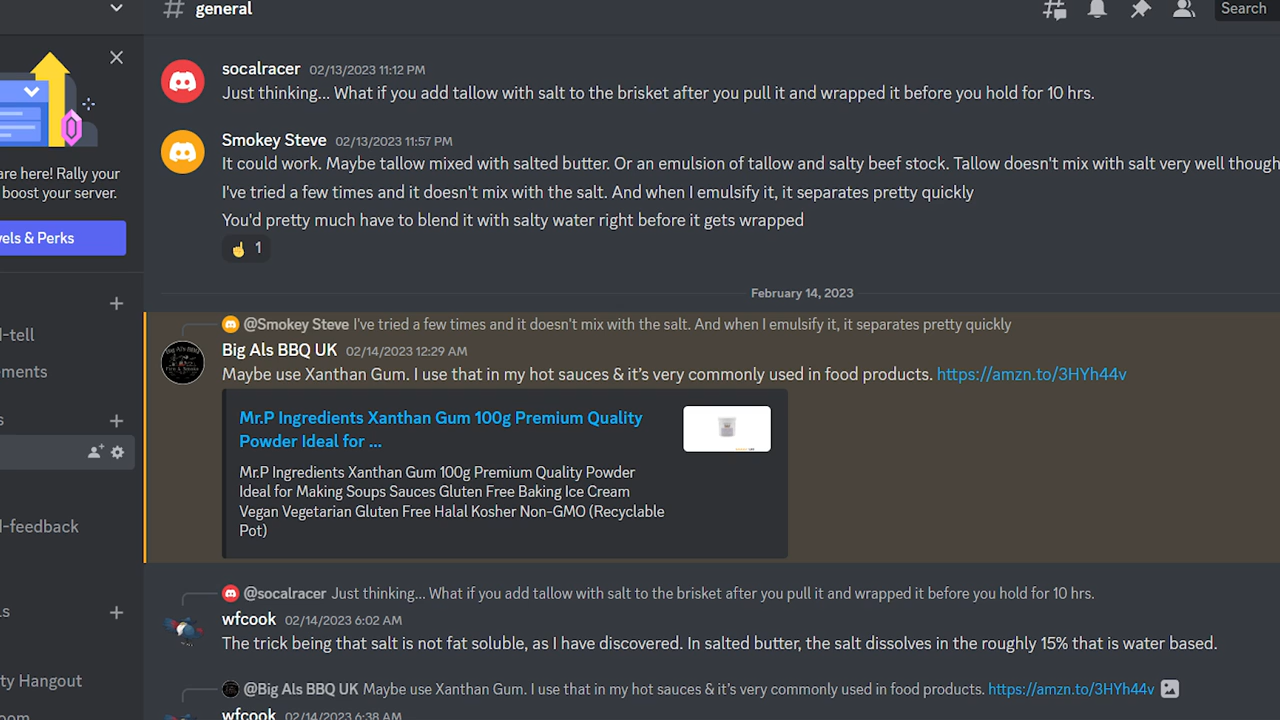 general
Search
socalracer 02/13/2023 11:12 PM
Just thinking... What if you add tallow with salt to the brisket after you pull it and wrapped it before you hold for 10 hrs.
Smokey Steve 02/13/2023 11:57 PM
It could work. Maybe tallow mixed with salted butter. Or an emulsion of tallow and salty beef stock. Tallow doesn't mix with salt very well though
are here! Rally your
boost your server.
I've tried a few times and it doesn't mix with the salt. And when I emulsify it, it separates pretty quickly
You'd pretty much have to blend it with salty water right before it gets wrapped
vels & Perks
1
February 14, 2023
@Smokey Steve I've tried a few times and it doesn't mix with the salt. And when I emulsify it, it separates pretty quickly
d-tell
Big Als BBQ UK 02/14/2023 12:29 AM
ments
Maybe use Xanthan Gum. I use that in my hot sauces & it's very commonly used in food products. https://amzn.to/3HYh44v
s
Mr.P Ingredients Xanthan Gum 100g Premium Quality
Powder Ideal for ...
Mr.P Ingredients Xanthan Gum 100g Premium Quality Powder
Ideal for Making Soups Sauces Gluten Free Baking Ice Cream
Vegan Vegetarian Gluten Free Halal Kosher Non-GMO (Recyclable
Pot)
d-feedback
@socalracer Just thinking... What if you add tallow with salt to the brisket after you pull it and wrapped it before you hold for 10 hrs.
ls
wfcook 02/14/2023 6:02 AM
The trick being that salt is not fat soluble, as I have discovered. In salted butter, the salt dissolves in the roughly 15% that is water based.
ty Hangout
@Big Als BBQ UK Maybe use Xanthan Gum. I use that in my hot sauces & it's very commonly used in food products. https://amzn.to/3HYh44v
oom
wfcook 02/14/2023 6:38 AM